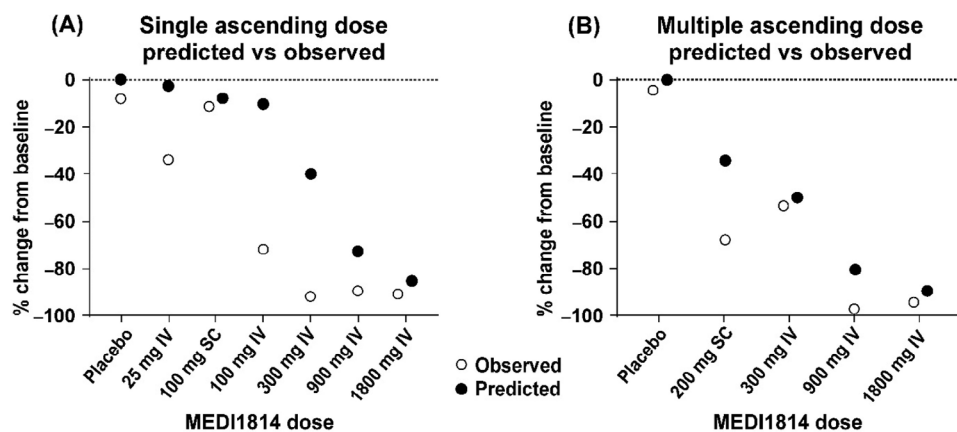 (A) Single ascending dose
predicted vs observed
% change from baseline
0
−20
−40
−60
−80
−100
Placebo
25 mg IV
100 mg SC
100 mg IV
300 mg IV
900 mg IV
1800 mg IV
MEDI1814 dose
Observed
Predicted
(B) Multiple ascending dose
predicted vs observed
% change from baseline
0
−20
−40
−60
−80
−100
Placebo
200 mg SC
300 mg IV
900 mg IV
1800 mg IV
MEDI1814 dose